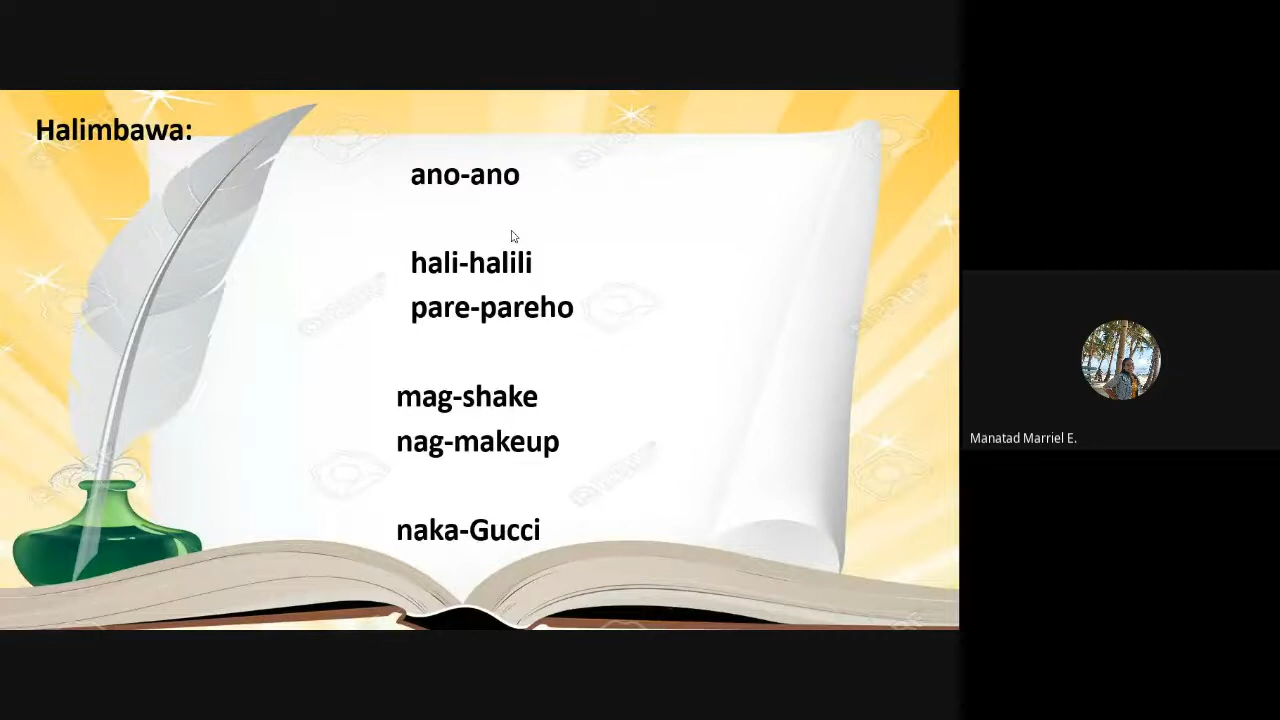 Halimbawa:
ano-ano
hali-halili
pare-pareho
mag-shake
nag-makeup
naka-Gucci
Manatad Marriel E.